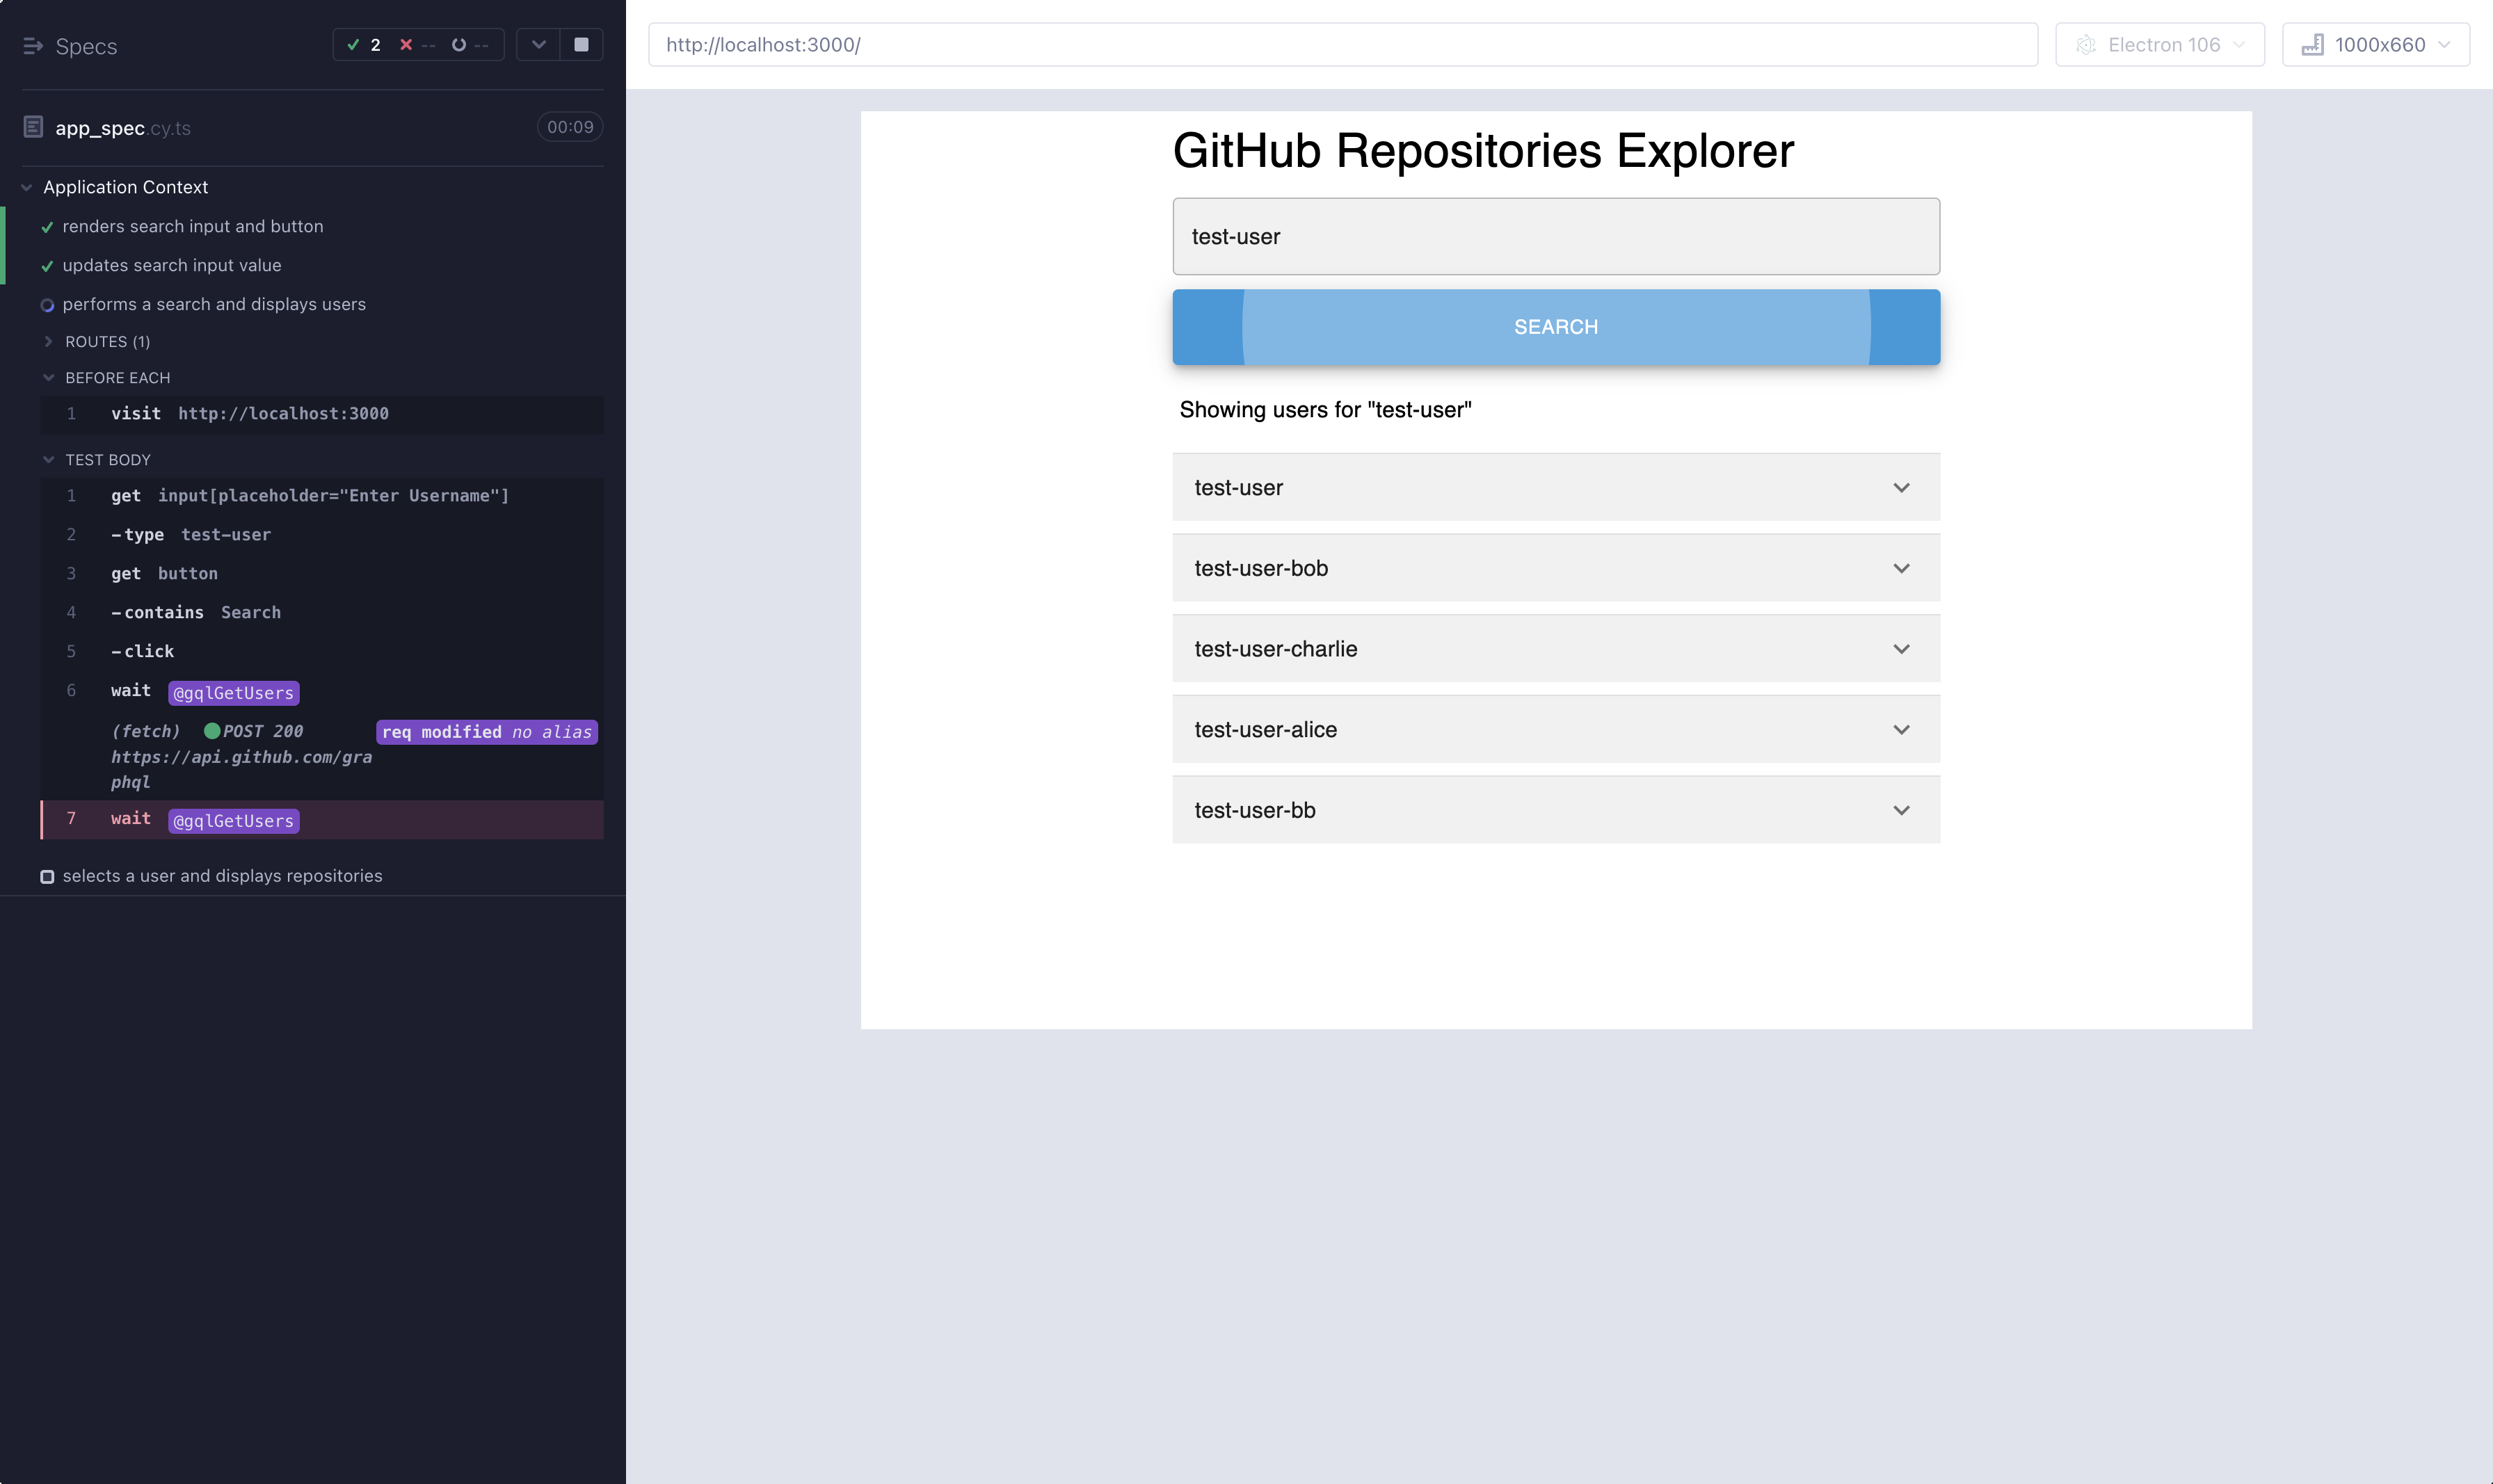 Specs
2 -- --
app_spec.cy.ts 00:09
Application Context
renders search input and button
updates search input value
performs a search and displays users
ROUTES (1)
BEFORE EACH
1 visit http://localhost:3000
TEST BODY
1 get input[placeholder="Enter Username"]
2 -type test-user
3 get button
4 -contains Search
5 -click
6 wait @gqlGetUsers
(fetch) POST 200 req modified no alias
https://api.github.com/gra
phql
7 wait @gqlGetUsers
selects a user and displays repositories
http://localhost:3000/
Electron 106
1000x660
GitHub Repositories Explorer
test-user
SEARCH
Showing users for "test-user"
test-user
test-user-bob
test-user-charlie
test-user-alice
test-user-bb